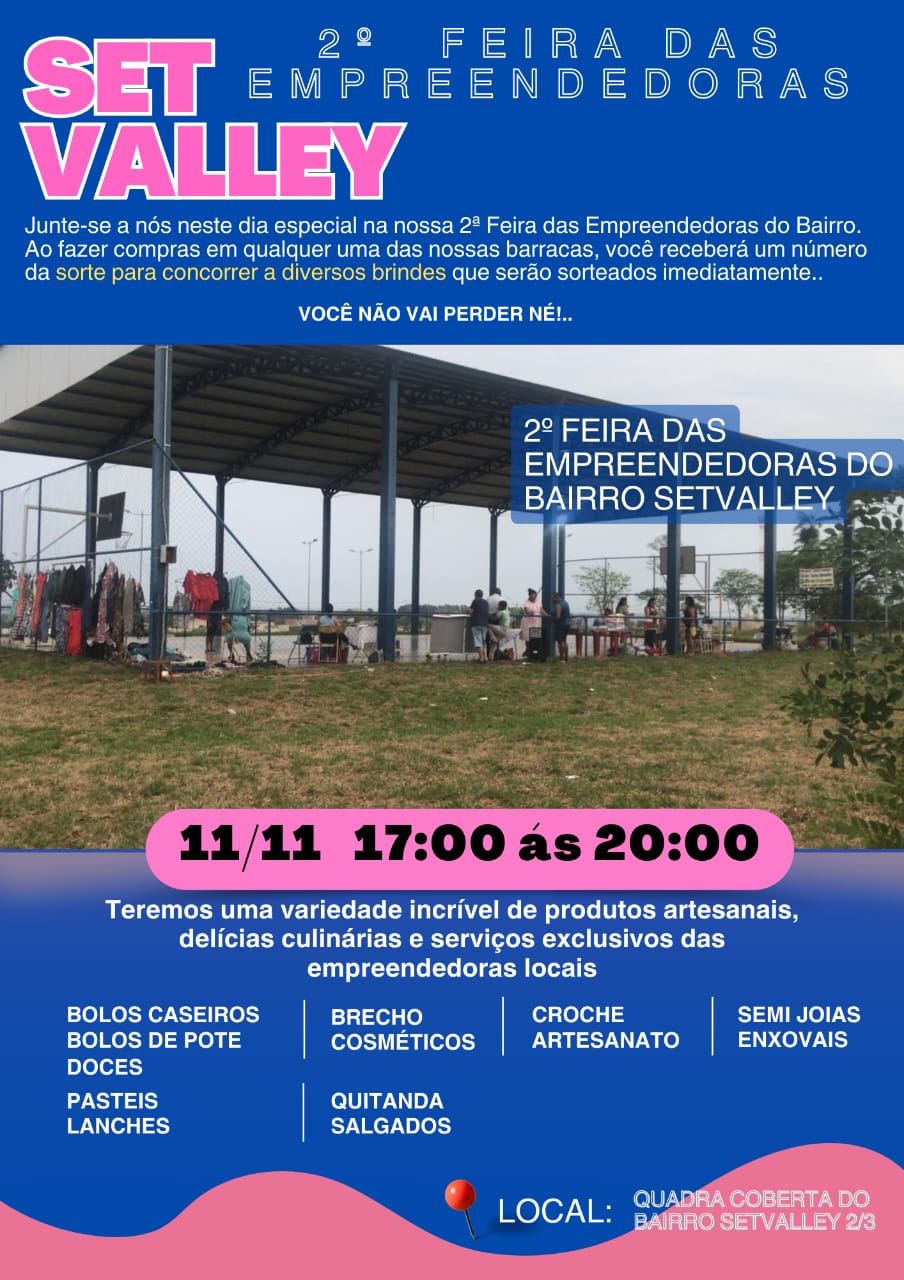 SET
VALLEY
2º FEIRA DAS
EMPREENDEDORAS
Junte-se a nós neste dia especial na nossa 2ª Feira das Empreendedoras do Bairro.
Ao fazer compras em qualquer uma das nossas barracas, você receberá um número
da sorte para concorrer a diversos brindes que serão sorteados imediatamente..
VOCÊ NÃO VAI PERDER NÉ!..
2º FEIRA DAS
EMPREENDEDORAS DO
BAIRRO SETVALLEY
11/11 17:00 ás 20:00
Teremos uma variedade incrível de produtos artesanais,
delícias culinárias e serviços exclusivos das
empreendedoras locais
BOLOS CASEIROS
BOLOS DE POTE
DOCES
BRECHO
COSMÉTICOS
CROCHE
ARTESANATO
SEMI JOIAS
ENXOVAIS
PASTEIS
LANCHES
QUITANDA
SALGADOS
LOCAL:
QUADRA COBERTA DO
BAIRRO SETVALLEY 2/3